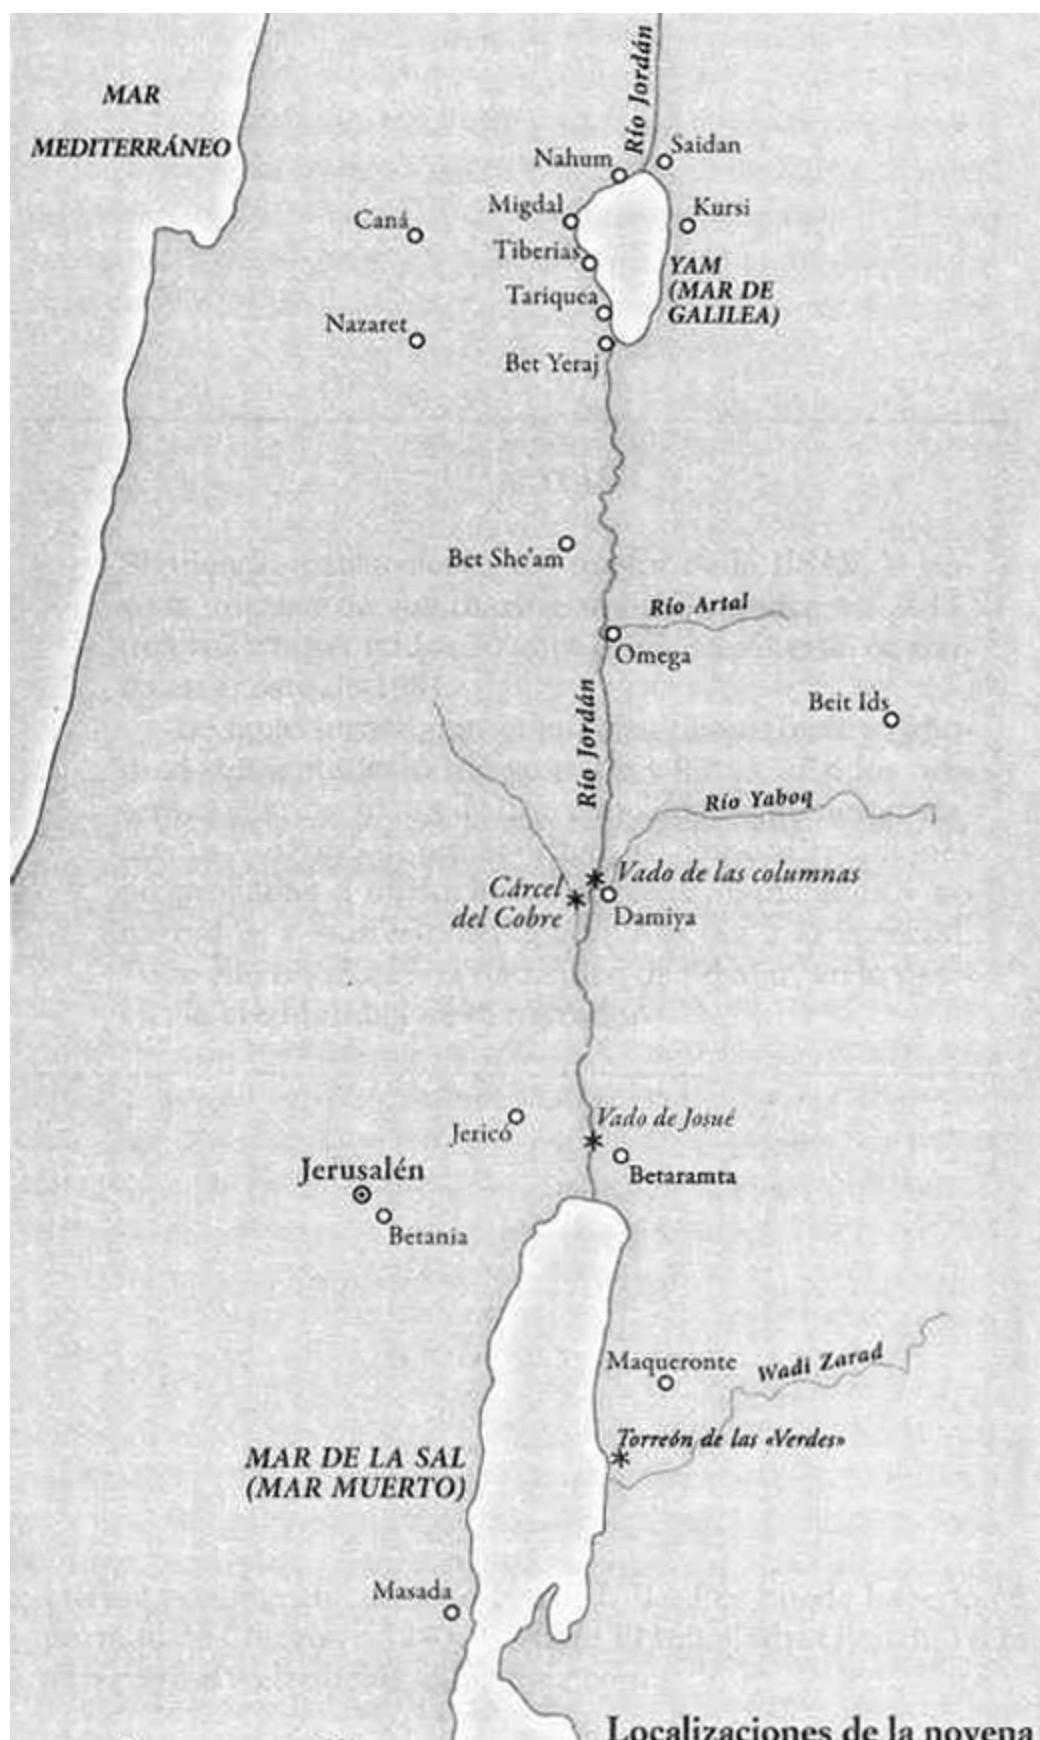 MAR
MEDITERRÁNEO
Río Jordán
Saidan
Nahum
Migdal
Kursi
Caná
Tiberias
YAM
(MAR DE
GALILEA)
Tariquea
Nazaret
Bet Yeraj
Bet She'am
Río Artal
Omega
Beit Ids
Río Jordán
Río Yaboq
Vado de las columnas
Cárcel
del Cobre
Damiya
Vado de Josué
Jericó
Jerusalén
Betaramta
Betania
Maqueronte
Wadi Zarad
Torreón de las «Verdes»
MAR DE LA SAL
(MAR MUERTO)
Masada
Localizaciones de la novena